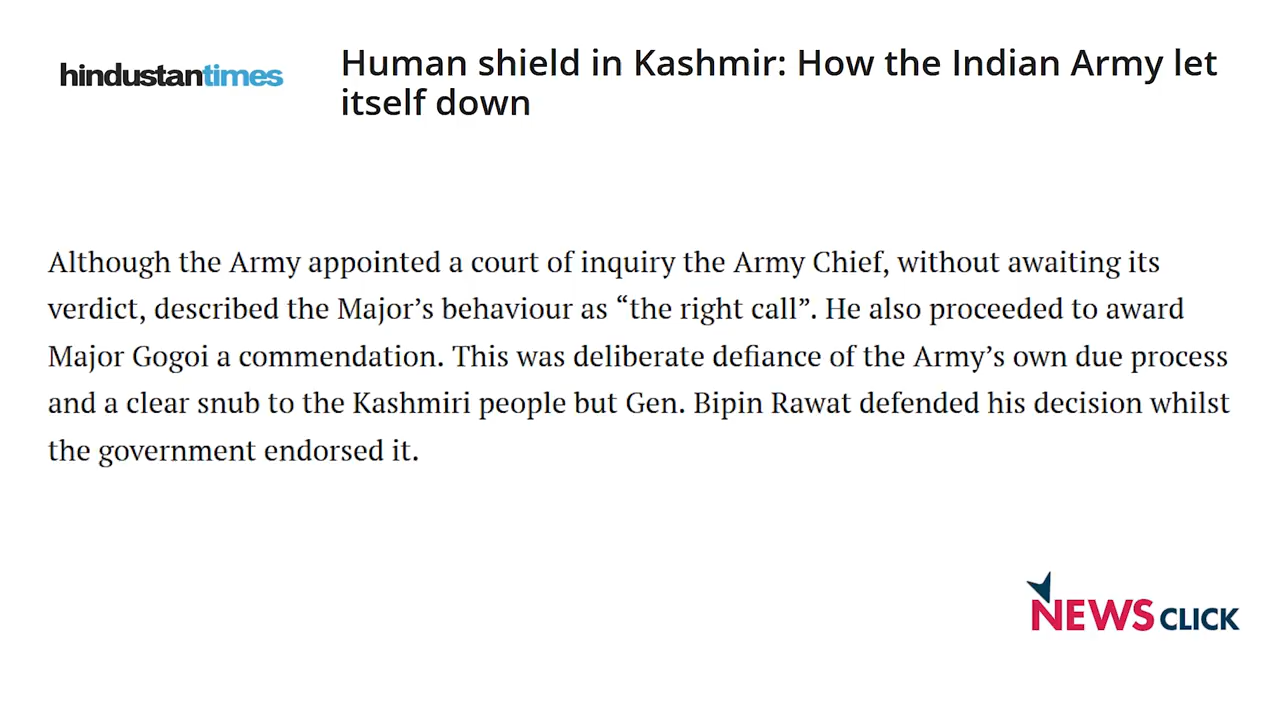 hindustantimes
Human shield in Kashmir: How the Indian Army let
itself down
Although the Army appointed a court of inquiry the Army Chief, without awaiting its
verdict, described the Major’s behaviour as “the right call”. He also proceeded to award
Major Gogoi a commendation. This was deliberate defiance of the Army’s own due process
and a clear snub to the Kashmiri people but Gen. Bipin Rawat defended his decision whilst
the government endorsed it.
NEWSCLICK